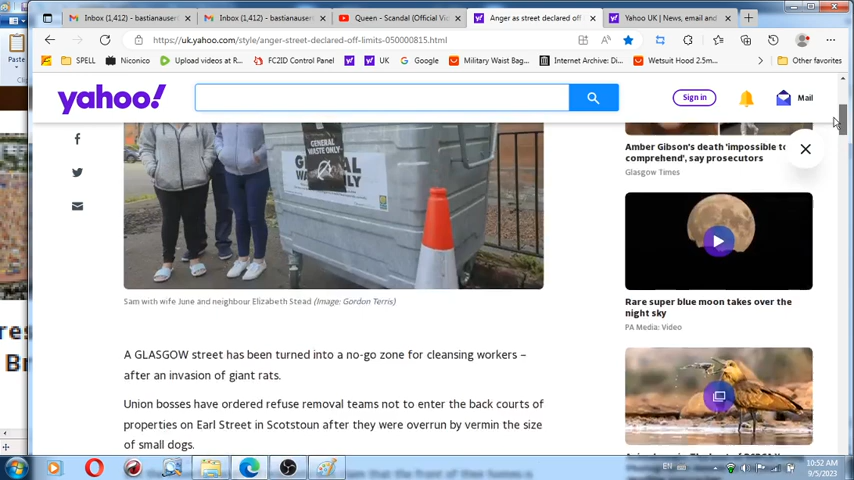 Inbox (1,412) - bastianauser
Inbox (1,412) - bastianauser
Queen - Scandal (Official Vi
Anger as street declared off
Yahoo UK | News, email and
https://uk.yahoo.com/style/anger-street-declared-off-limits-050000815.html
SPELL
Niconico
Upload videos at R...
FC2ID Control Panel
UK
Google
Military Waist Bag...
Internet Archive: Di...
Wetsuit Hood 2.5m...
Other favorites
Paste
yahoo!
Sign in
Mail
GENERAL WASTE ONLY
Amber Gibson's death 'impossible to
comprehend', say prosecutors
Glasgow Times
Rare super blue moon takes over the
night sky
PA Media: Video
Sam with wife June and neighbour Elizabeth Stead (Image: Gordon Terris)
A GLASGOW street has been turned into a no-go zone for cleansing workers –
after an invasion of giant rats.
Union bosses have ordered refuse removal teams not to enter the back courts of
properties on Earl Street in Scotstoun after they were overrun by vermin the size
of small dogs.
EN
10:52 AM
9/5/2023